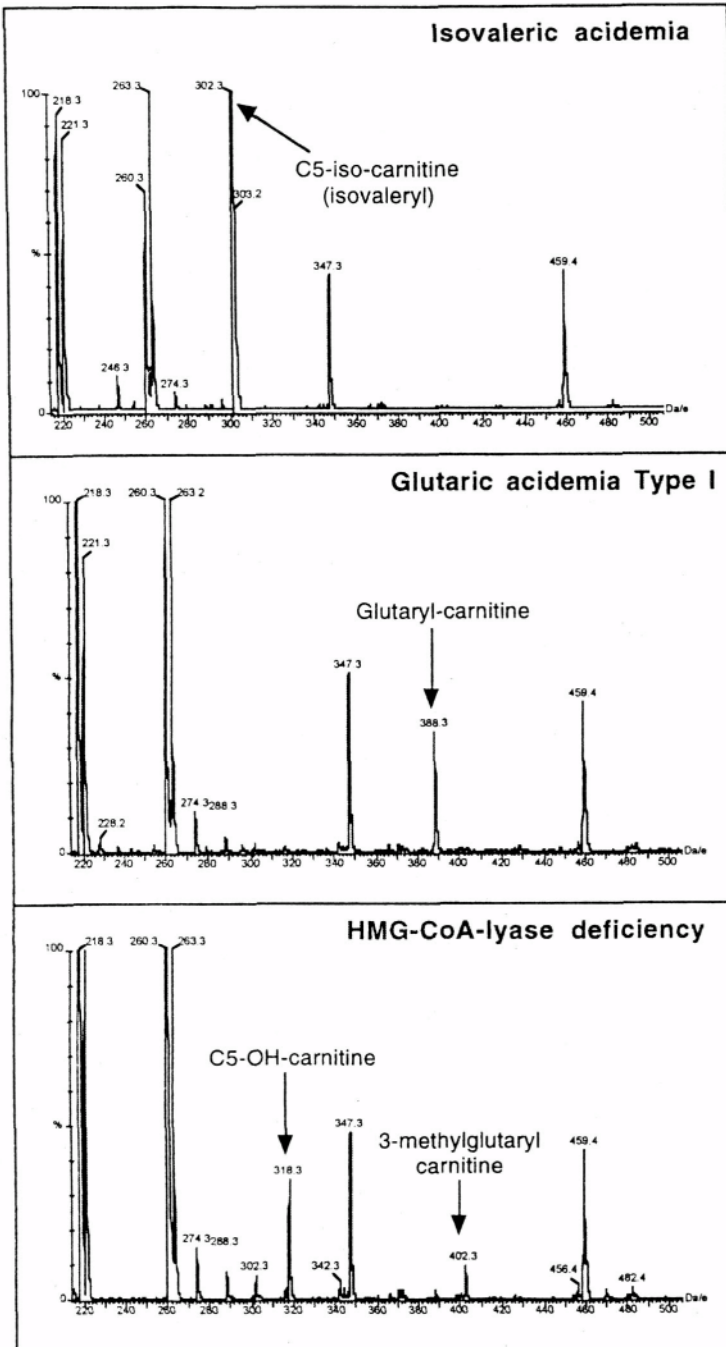 Isovaleric acidemia
100
218.3
221.3
263.3
302.3
C5-iso-carnitine
(isovaleryl)
260.3
303.2
%
347.3
459.4
246.3
274.3
0
Da/e
220 240 260 280 300 320 340 360 380 400 420 440 460 480 500
Glutaric acidemia Type I
100
218.3
260.3
263.2
221.3
Glutaryl-carnitine
%
347.3
388.3
459.4
274.3
288.3
228.2
0
Da/e
220 240 260 280 300 320 340 360 380 400 420 440 460 480 500
HMG-CoA-lyase deficiency
100
218.3
260.3
263.3
C5-OH-carnitine
%
347.3
3-methylglutaryl
carnitine
318.3
459.4
274.3
288.3
302.3
342.3
402.3
456.4
482.4
0
Da/e
220 240 260 280 300 320 340 360 380 400 420 440 460 480 500